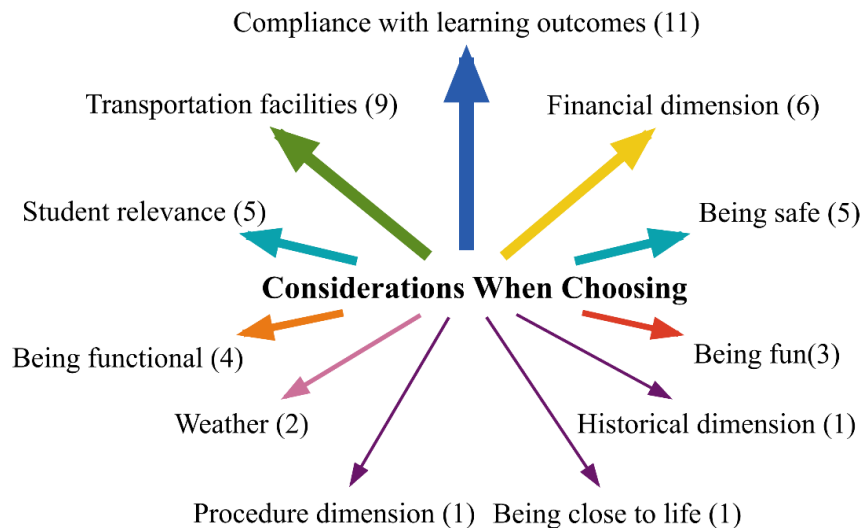 Compliance with learning outcomes (11)
Transportation facilities (9)
Financial dimension (6)
Student relevance (5)
Being safe (5)
Considerations When Choosing
Being functional (4)
Being fun(3)
Weather (2)
Historical dimension (1)
Procedure dimension (1)
Being close to life (1)